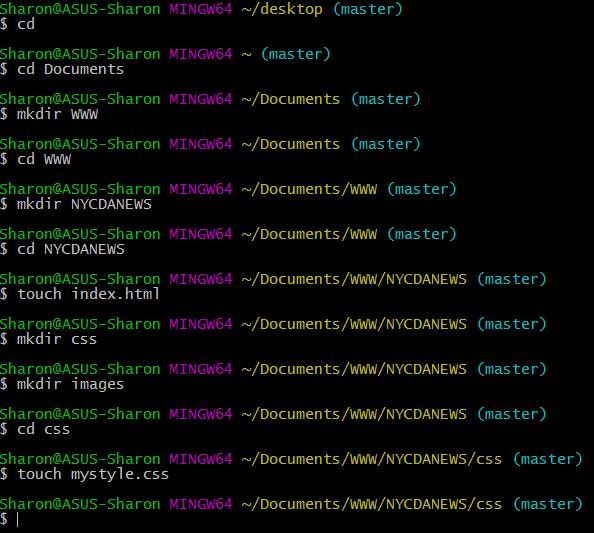 Sharon@ASUS-Sharon MINGW64 ~/desktop (master)
$ cd
Sharon@ASUS-Sharon MINGW64 ~ (master)
$ cd Documents
Sharon@ASUS-Sharon MINGW64 ~/Documents (master)
$ mkdir WWW
Sharon@ASUS-Sharon MINGW64 ~/Documents (master)
$ cd WWW
Sharon@ASUS-Sharon MINGW64 ~/Documents/WWW (master)
$ mkdir NYCDANEWS
Sharon@ASUS-Sharon MINGW64 ~/Documents/WWW (master)
$ cd NYCDANEWS
Sharon@ASUS-Sharon MINGW64 ~/Documents/WWW/NYCDANEWS (master)
$ touch index.html
Sharon@ASUS-Sharon MINGW64 ~/Documents/WWW/NYCDANEWS (master)
$ mkdir css
Sharon@ASUS-Sharon MINGW64 ~/Documents/WWW/NYCDANEWS (master)
$ mkdir images
Sharon@ASUS-Sharon MINGW64 ~/Documents/WWW/NYCDANEWS (master)
$ cd css
Sharon@ASUS-Sharon MINGW64 ~/Documents/WWW/NYCDANEWS/css (master)
$ touch mystyle.css
Sharon@ASUS-Sharon MINGW64 ~/Documents/WWW/NYCDANEWS/css (master)
$